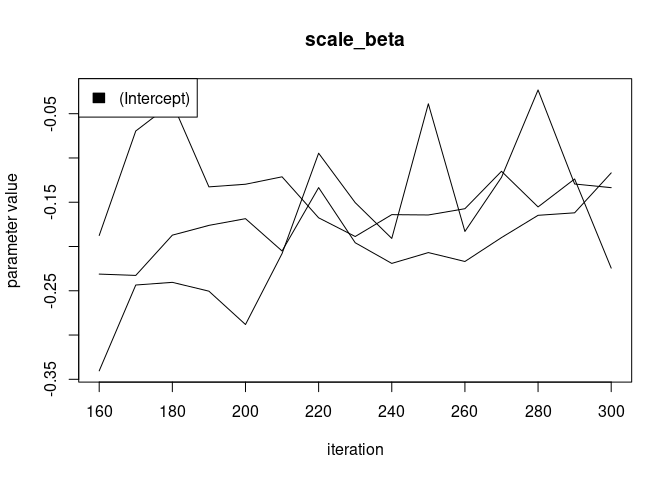 scale_beta
(Intercept)
parameter value
-0.05
-0.15
-0.25
-0.35
160 180 200 220 240 260 280 300
iteration